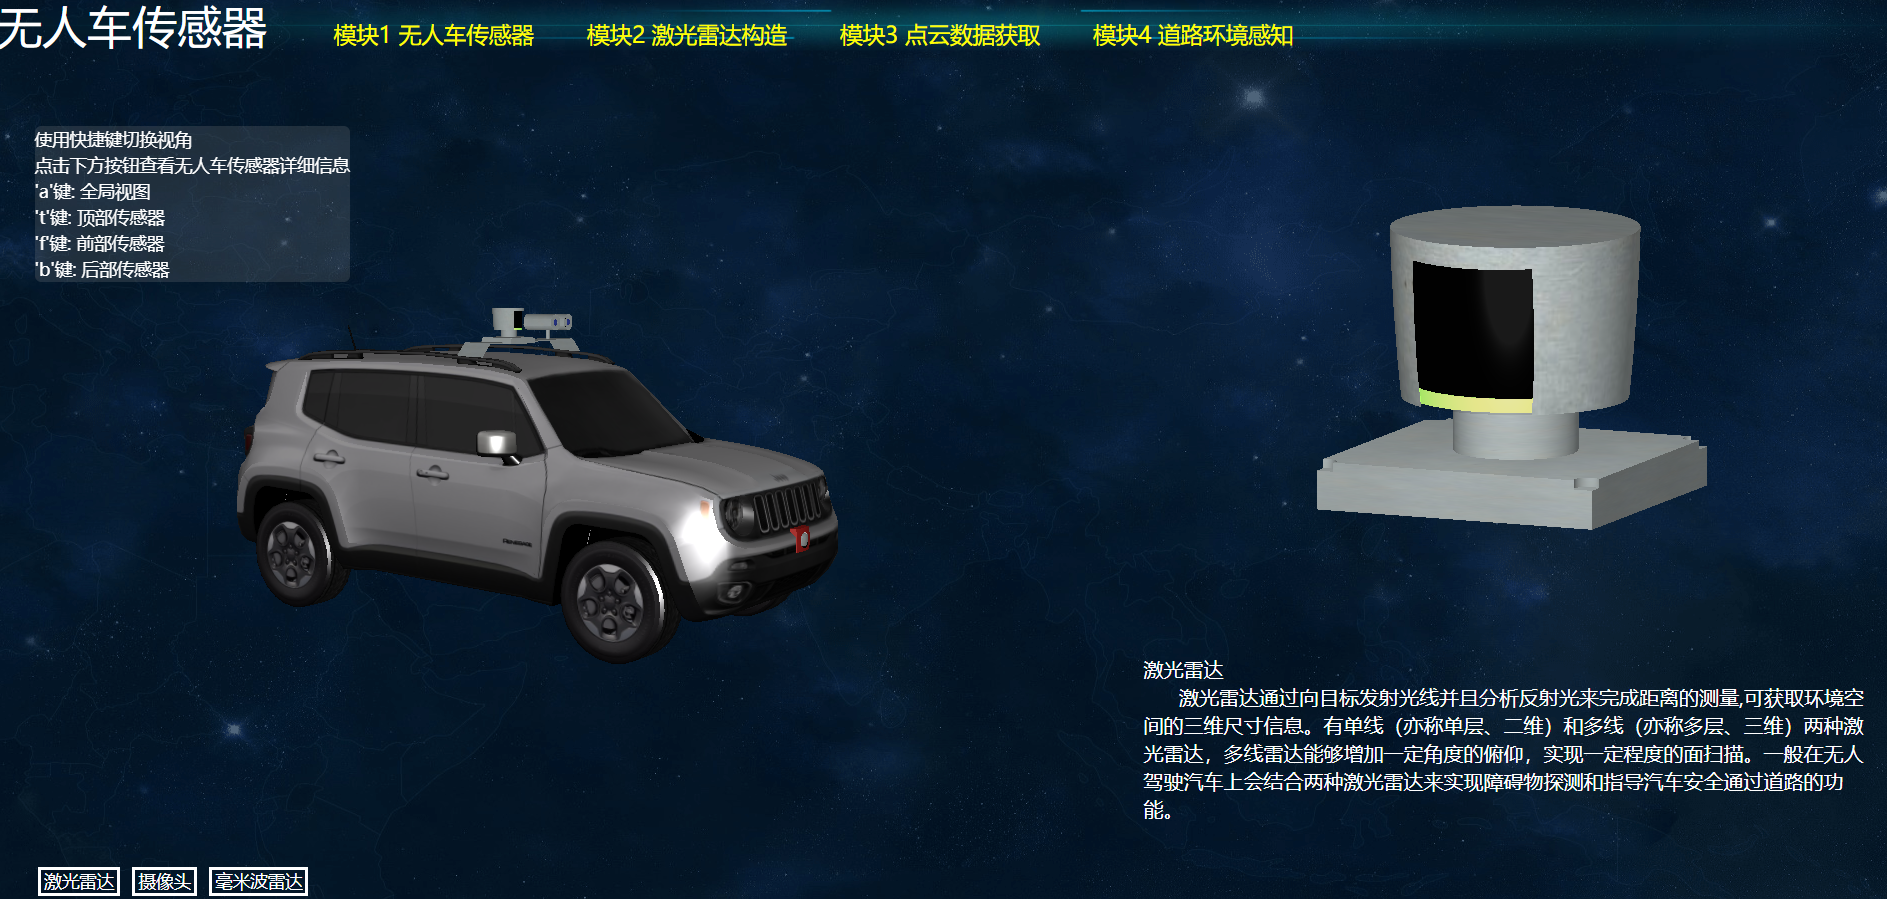 无人车传感器
模块1 无人车传感器
模块2 激光雷达构造
模块3 点云数据获取
模块4 道路环境感知
使用快捷键切换视角
点击下方按钮查看无人车传感器详细信息
'a'键: 全局视图
't'键: 顶部传感器
'f'键: 前部传感器
'b'键: 后部传感器
激光雷达
激光雷达通过向目标发射光线并且分析反射光来完成距离的测量,可获取环境空
间的三维尺寸信息。有单线（亦称单层、二维）和多线（亦称多层、三维）两种激
光雷达，多线雷达能够增加一定角度的俯仰，实现一定程度的面扫描。一般在无人
驾驶汽车上会结合两种激光雷达来实现障碍物探测和指导汽车安全通过道路的功
能。
激光雷达
摄像头
毫米波雷达